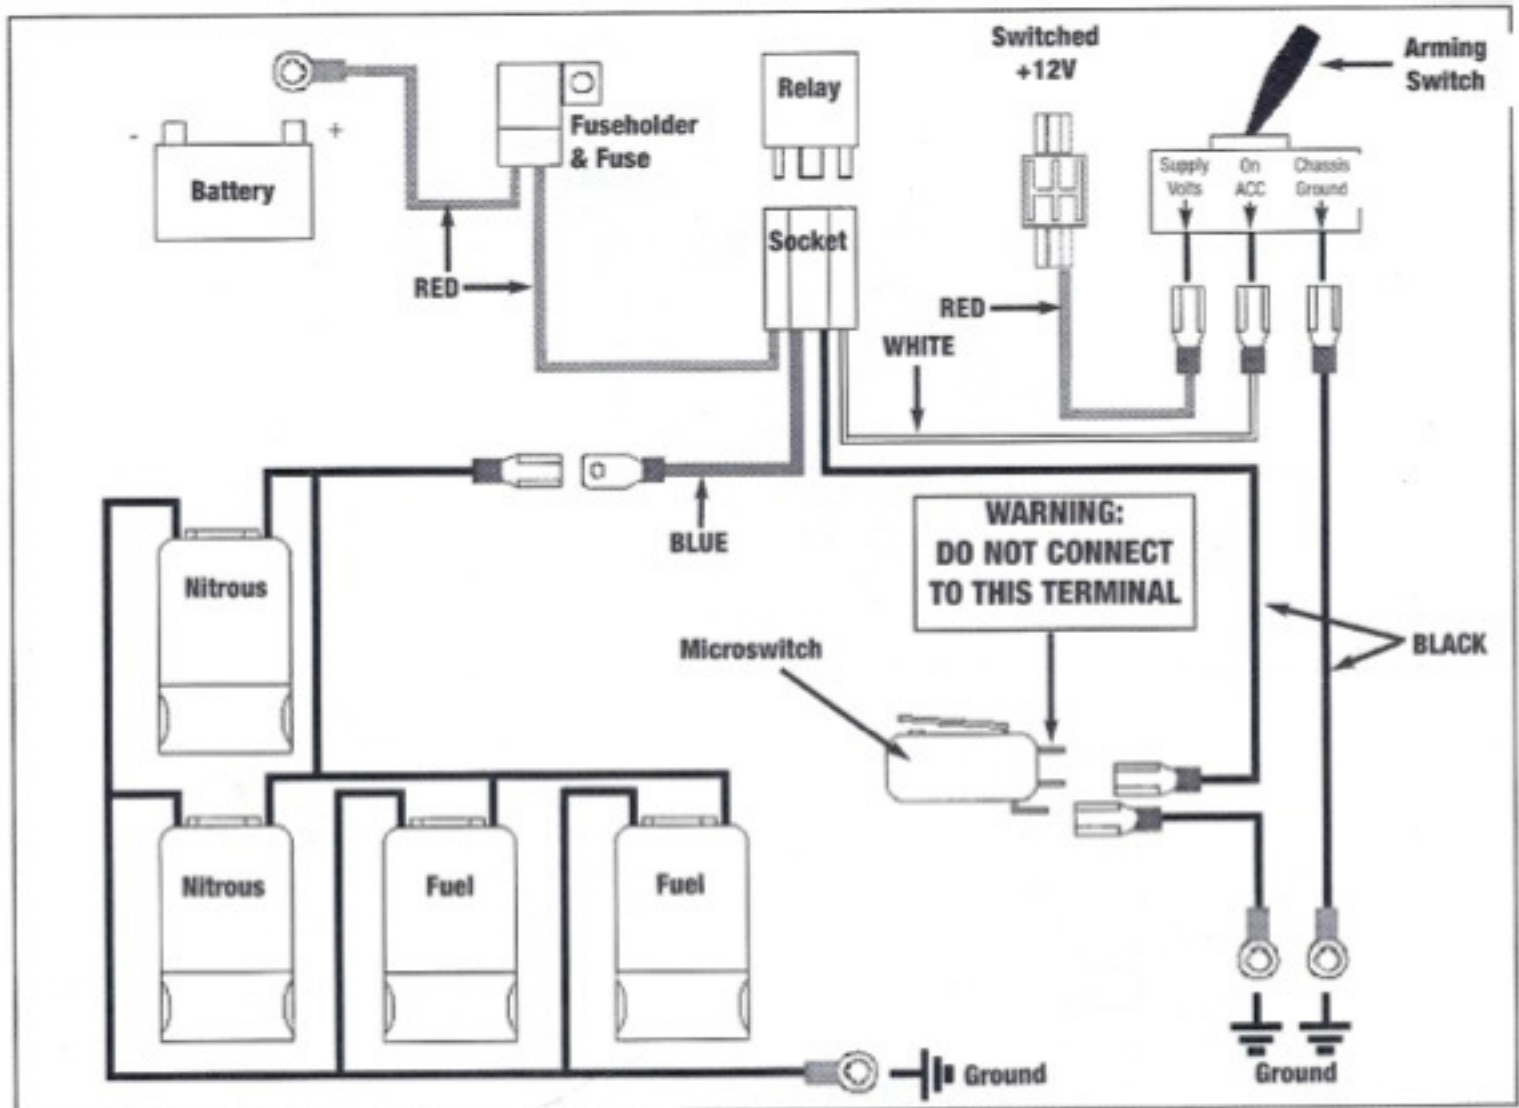 Switched
+12V
Arming
Switch
Relay
Fuseholder
& Fuse
- +
Battery
Supply
Volts
On
ACC
Chassis
Ground
Socket
RED
RED
WHITE
BLUE
WARNING:
DO NOT CONNECT
TO THIS TERMINAL
Nitrous
Microswitch
BLACK
Nitrous
Fuel
Fuel
Ground
Ground